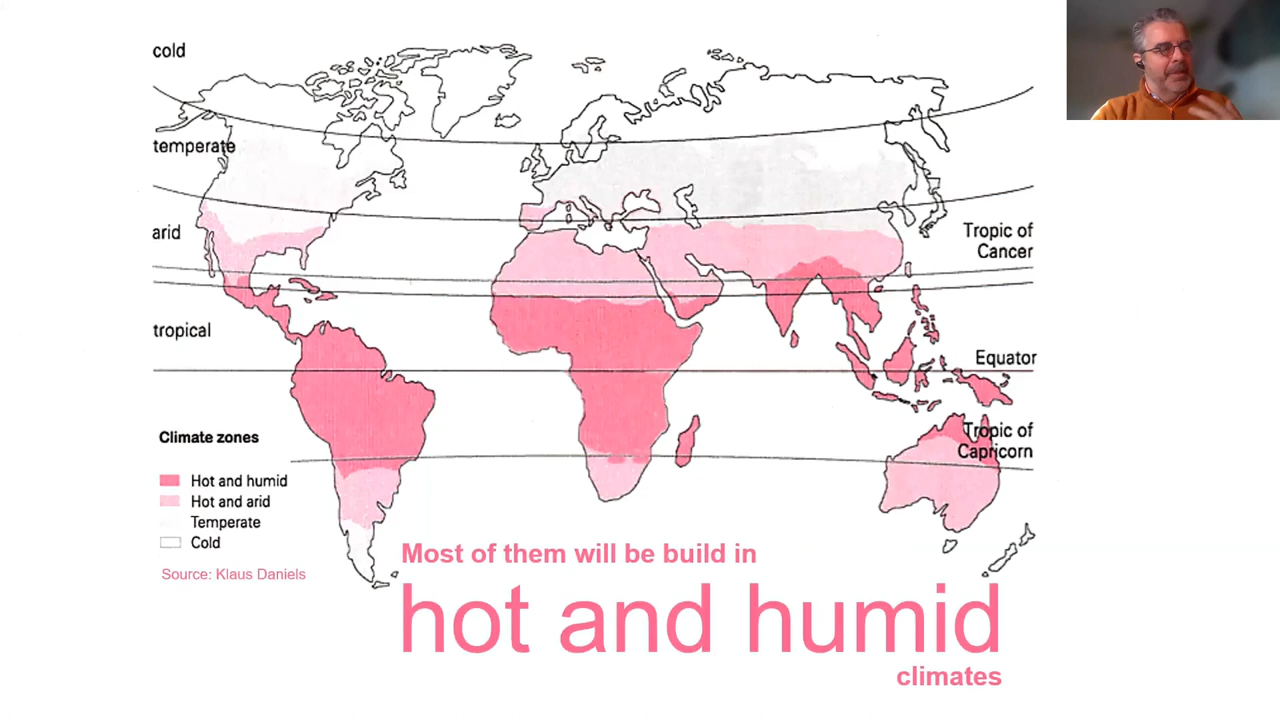 cold
temperate
arid
Tropic of
Cancer
tropical
Equator
Tropic of
Capricorn
Climate zones
Hot and humid
Hot and arid
Temperate
Cold
Source: Klaus Daniels
Most of them will be build in
hot and humid
climates